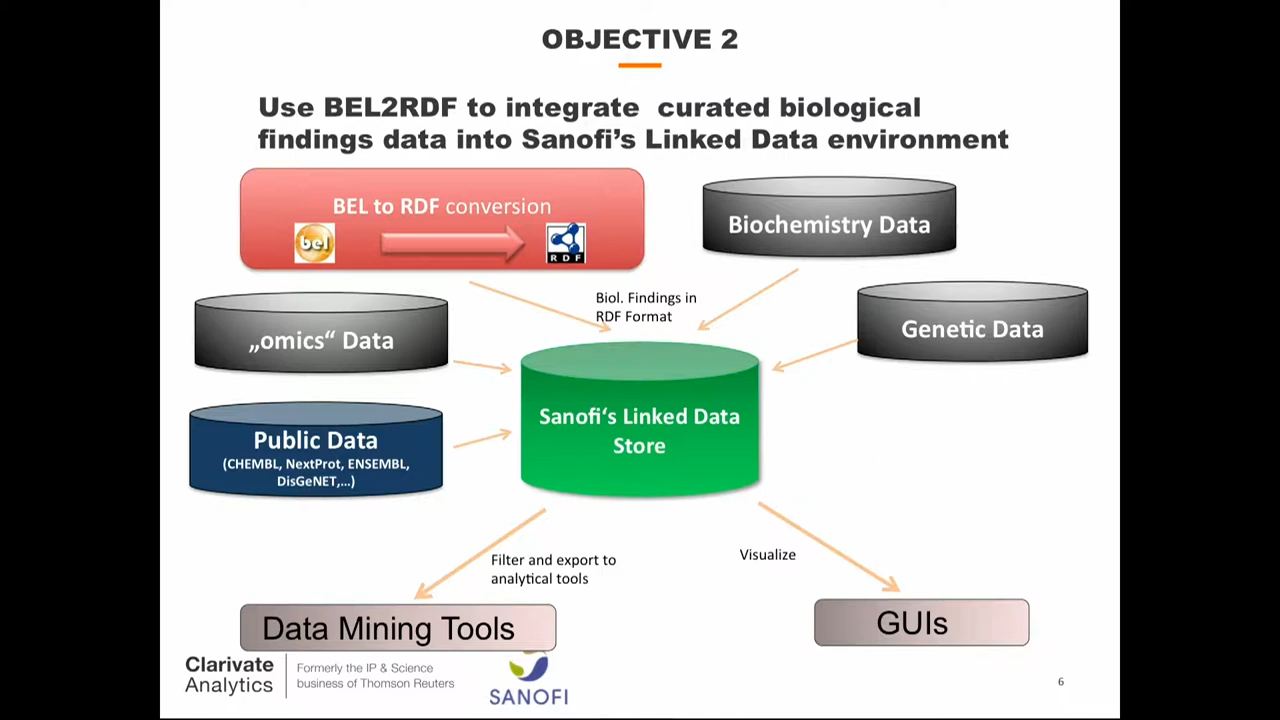 OBJECTIVE 2
Use BEL2RDF to integrate  curated biological
findings data into Sanofi's Linked Data environment
BEL to RDF conversion
bel
RDF
Biochemistry Data
Biol. Findings in
RDF Format
„omics“ Data
Genetic Data
Sanofi‘s Linked Data
Store
Public Data
(CHEMBL, NextProt, ENSEMBL,
DisGeNET,...)
Filter and export to
analytical tools
Visualize
Data Mining Tools
GUIs
Clarivate
Analytics
Formerly the IP & Science
business of Thomson Reuters
SANOFI
6